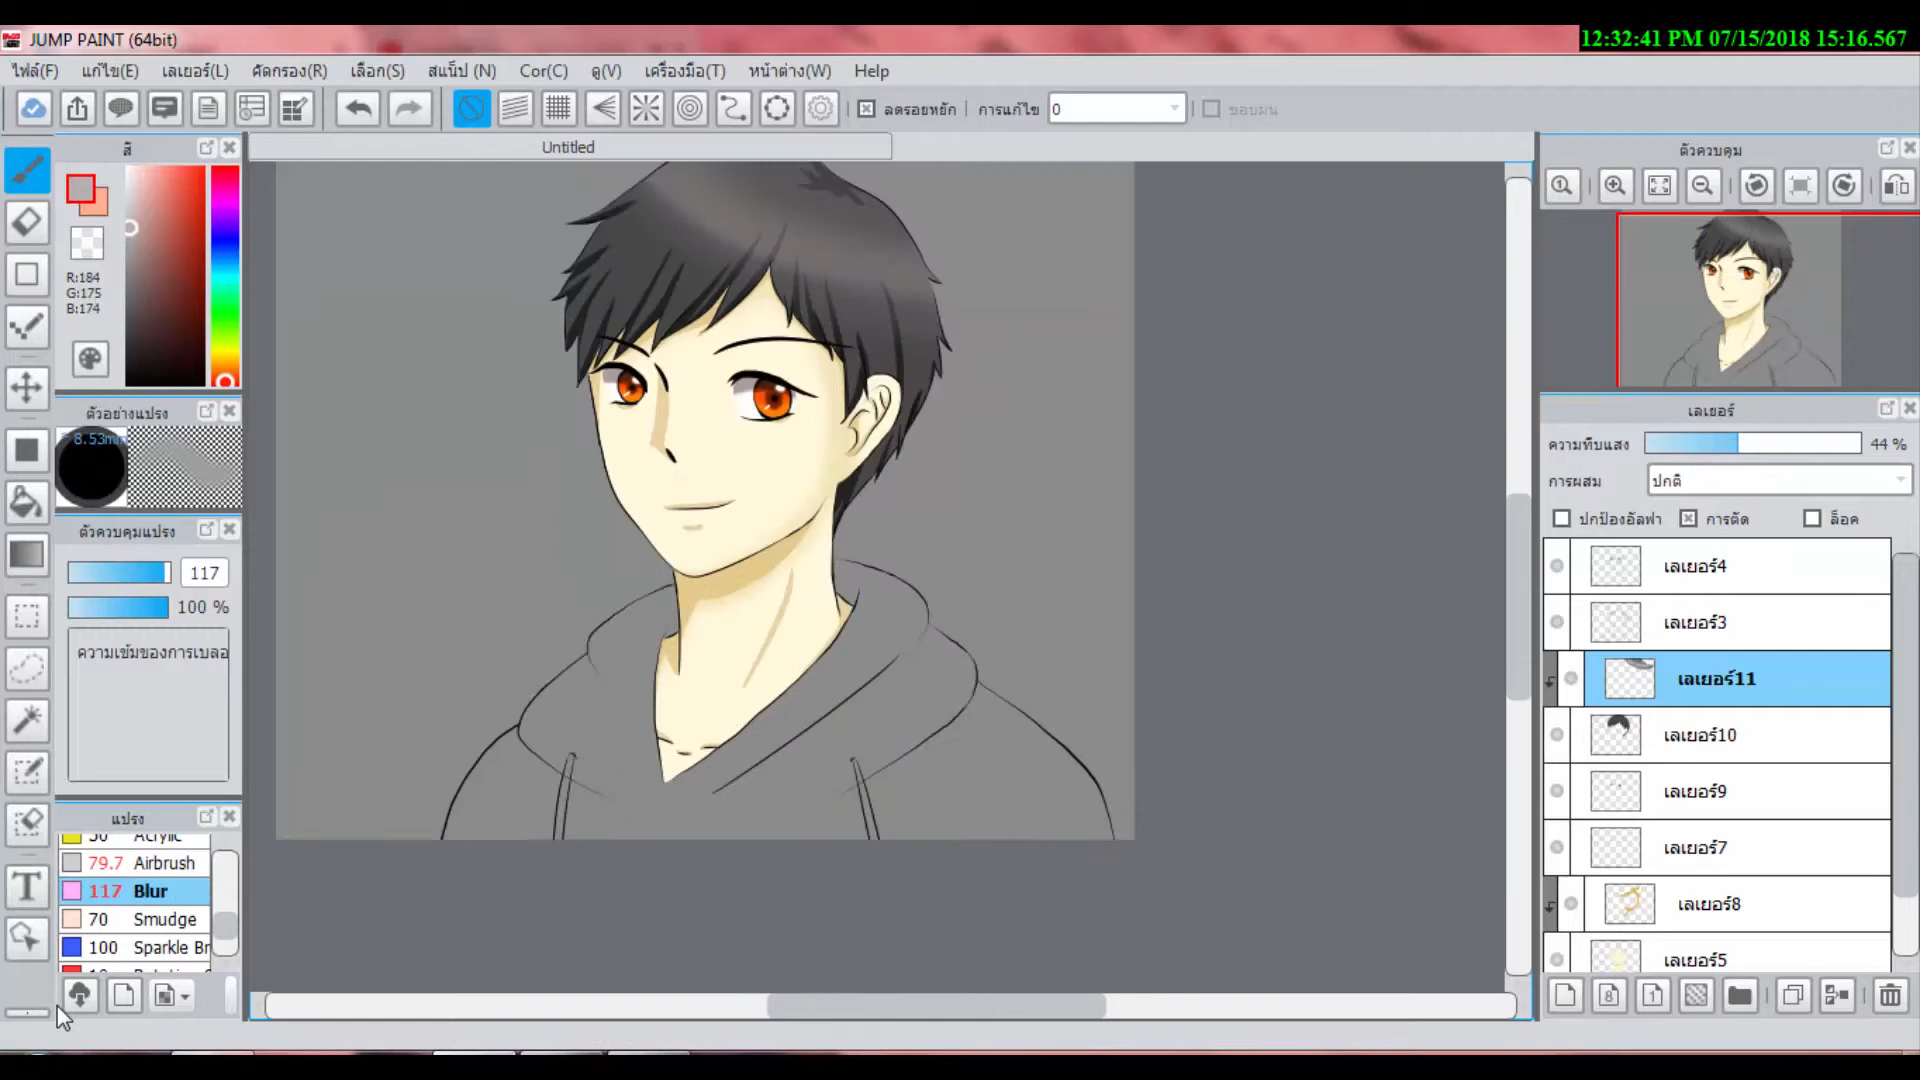 JUMP PAINT (64bit)
12:32:41 PM 07/15/2018 15:16.567
ไฟล์(F) แก้ไข(E) เลเยอร์(L) คัดกรอง(R) เลือก(S) สแน็ป (N) Cor(C) ดู(V) เครื่องมือ(T) หน้าต่าง(W) Help
ลดรอยหยัก การแก้ไข 0 ขอบมน
สี
Untitled
ตัวควบคุม
R:184
G:175
B:174
ตัวอย่างแปรง
8.53mm
ตัวควบคุมแปรง
117
100 %
ความเข้มของการเบลอ
แปรง
50 Acrylic
79.7 Airbrush
117 Blur
70 Smudge
100 Sparkle Br
เลเยอร์
ความทึบแสง 44 %
การผสม ปกติ
ปกป้องอัลฟา การตัด ล็อค
เลเยอร์4
เลเยอร์3
เลเยอร์11
เลเยอร์10
เลเยอร์9
เลเยอร์7
เลเยอร์8
เลเยอร์5